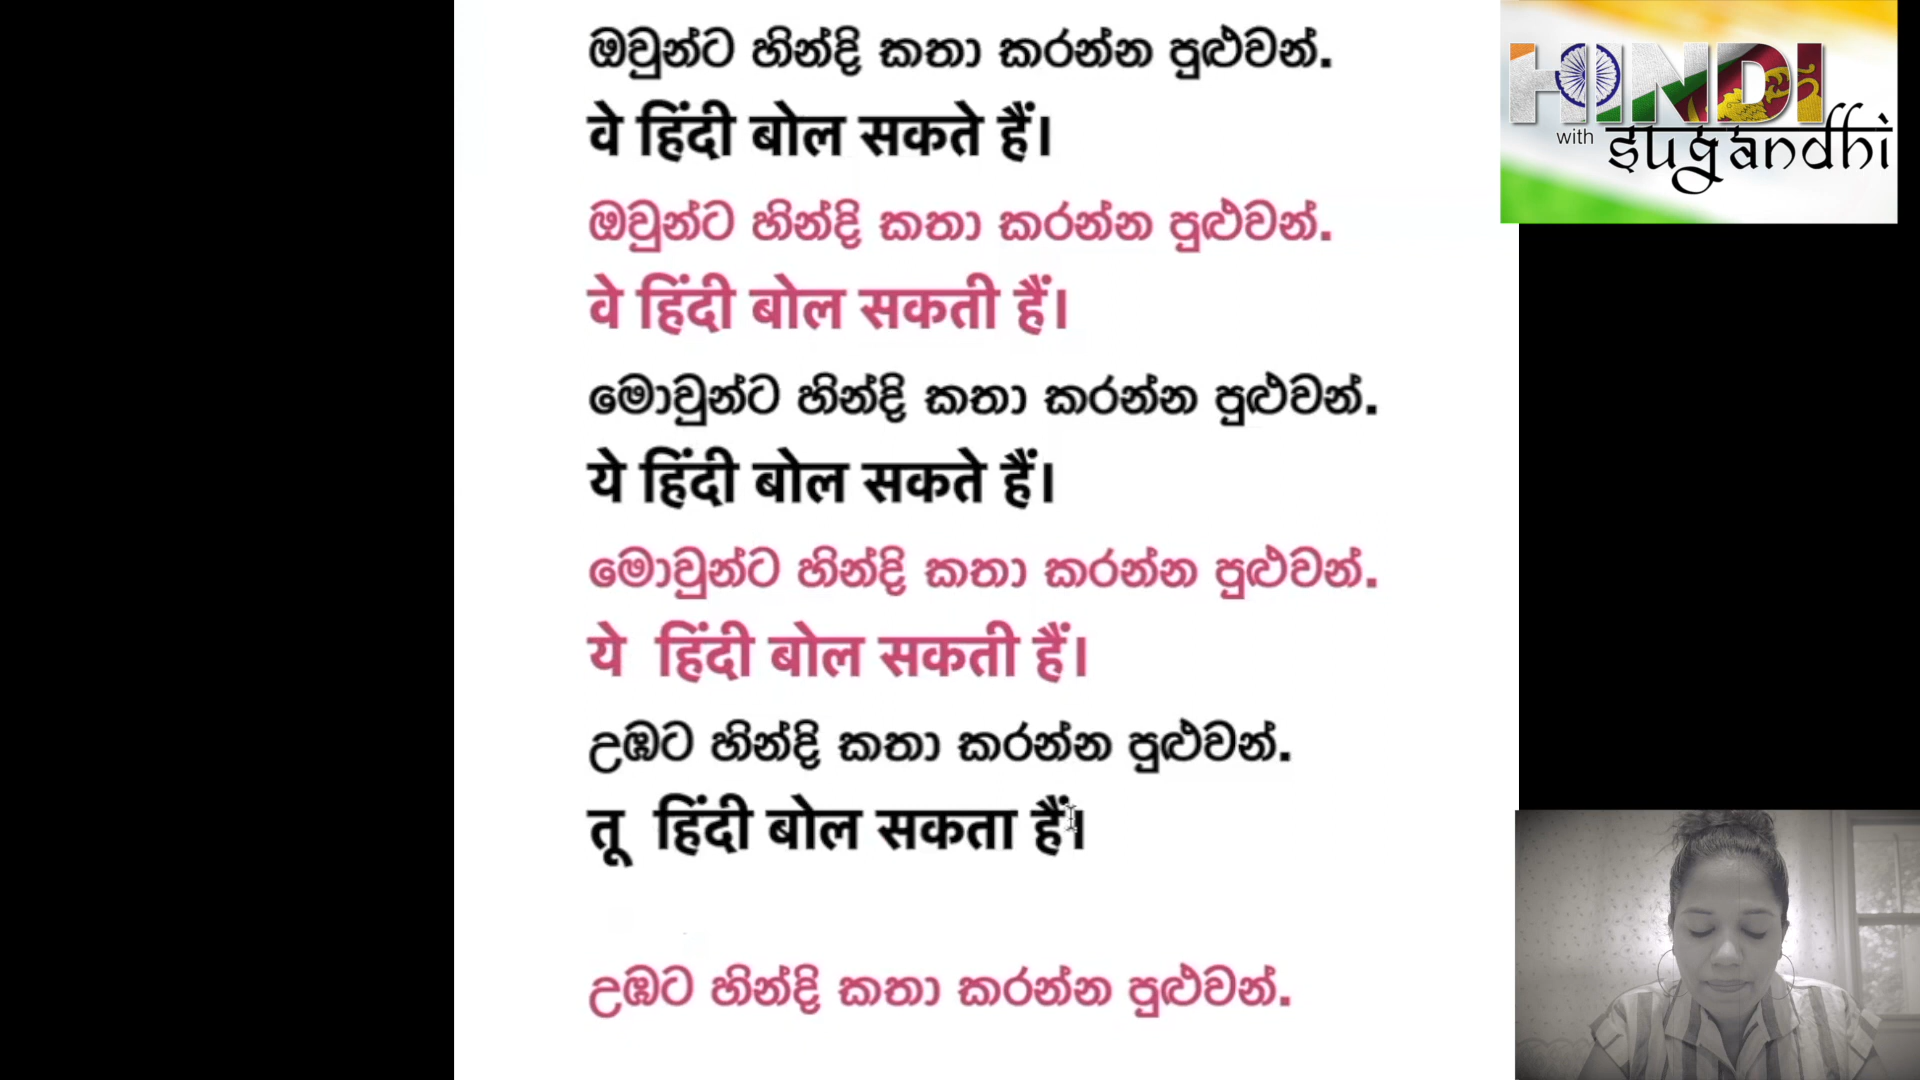 ඔවුන්ට හින්දි කතා කරන්න පුළුවන්.
वे हिंदी बोल सकते हैं।
ඔවුන්ට හින්දි කතා කරන්න පුළුවන්.
वे हिंदी बोल सकती हैं।
මොවුන්ට හින්දි කතා කරන්න පුළුවන්.
ये हिंदी बोल सकते हैं।
මොවුන්ට හින්දි කතා කරන්න පුළුවන්.
ये हिंदी बोल सकती हैं।
උඹට හින්දි කතා කරන්න පුළුවන්.
तू हिंदी बोल सकता हैं।
උඹට හින්දි කතා කරන්න පුළුවන්.
HINDI
with sugandhi